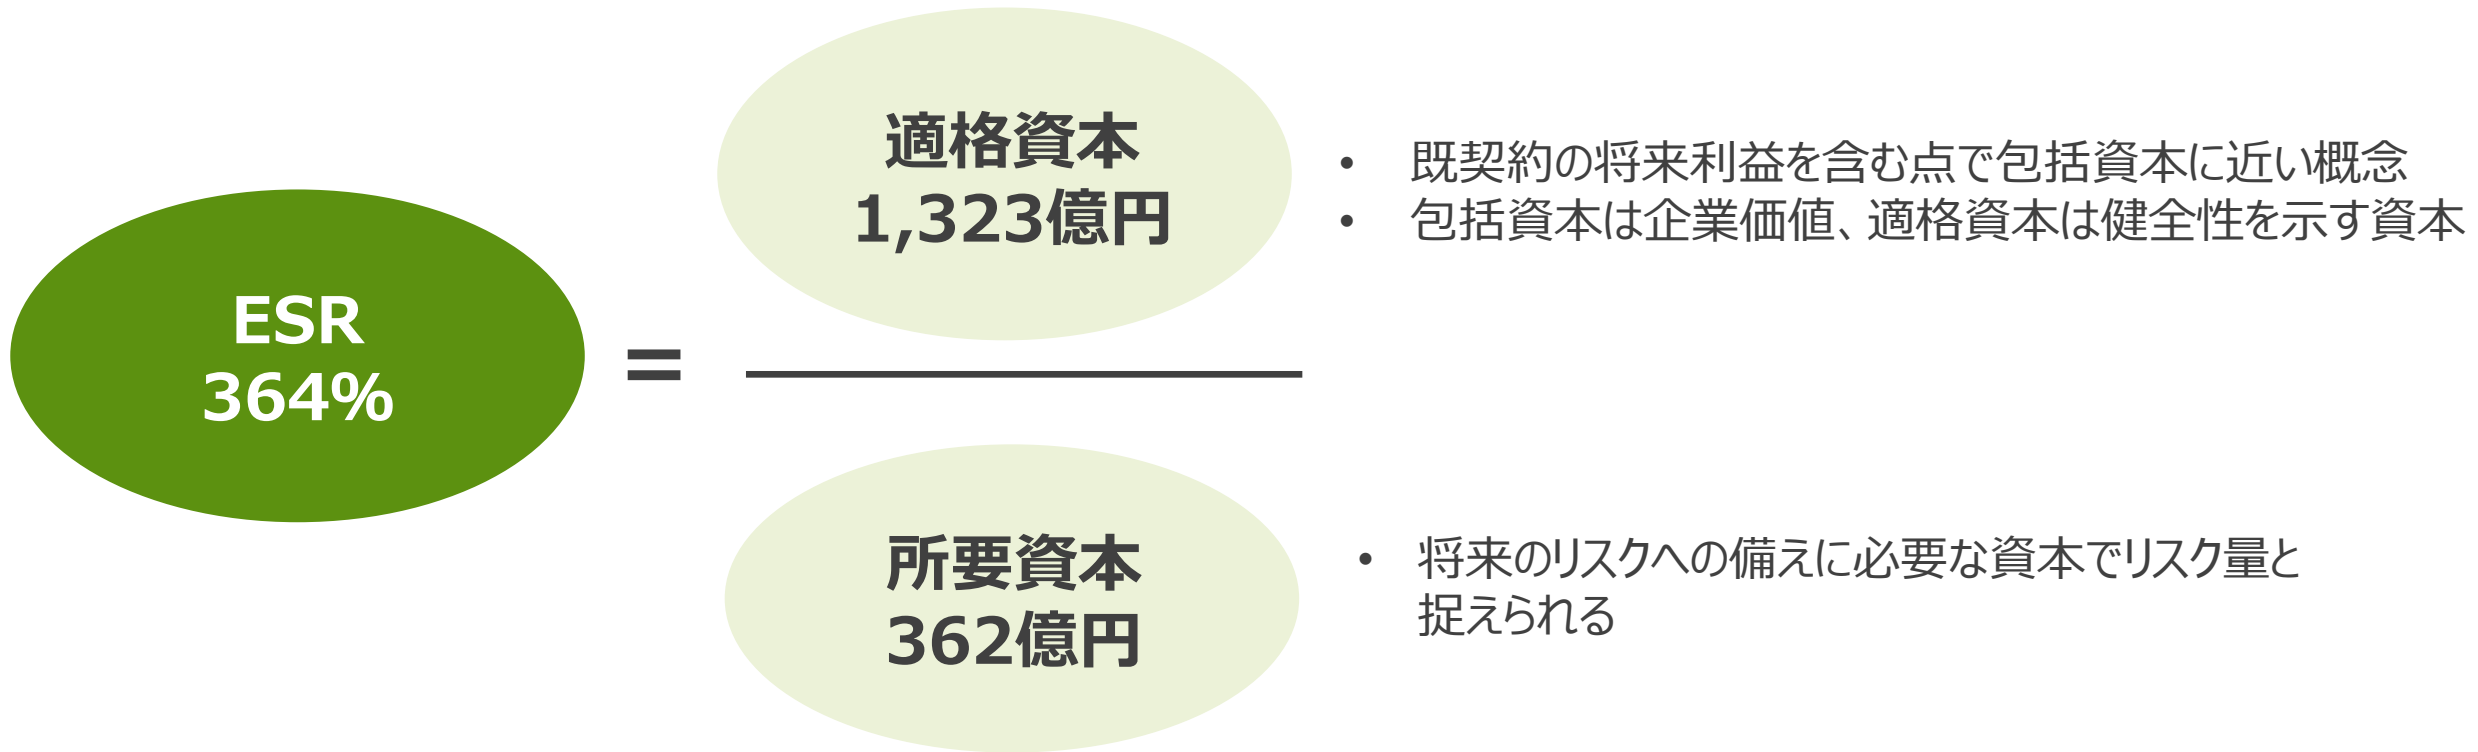 適格資本
1,323億円
• 既契約の将来利益を含む点で包括資本に近い概念
• 包括資本は企業価値、適格資本は健全性を示す資本
ESR
364%
=
所要資本
362億円
• 将来のリスクへの備えに必要な資本でリスク量と
捉えられる